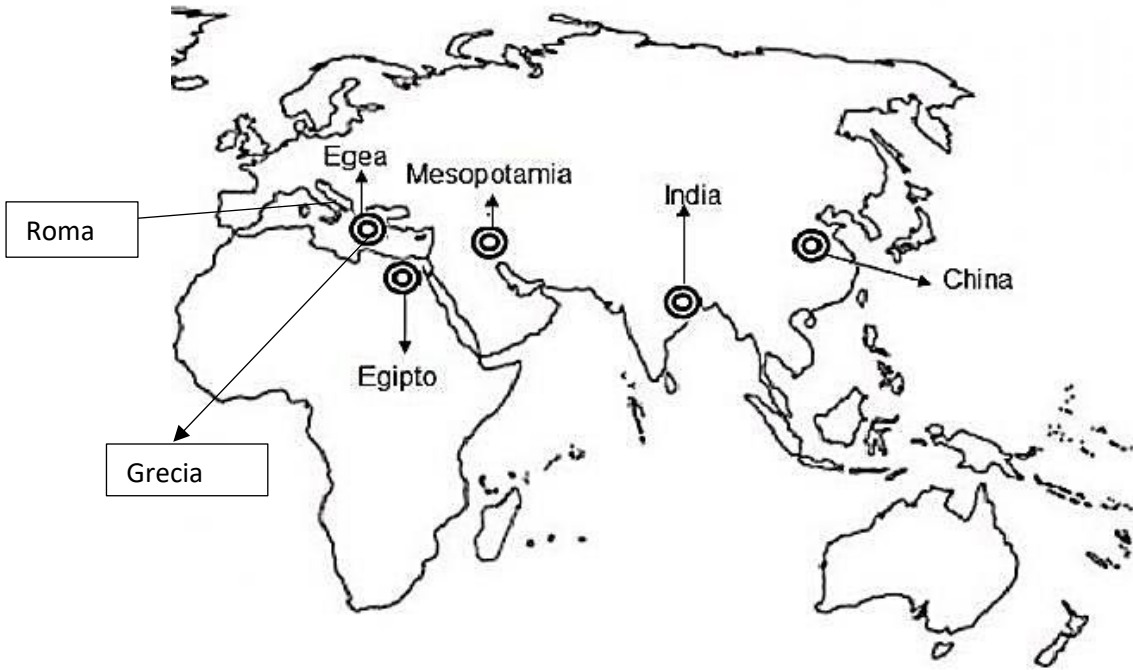 Egea
Mesopotamia
India
Roma
China
Egipto
Grecia